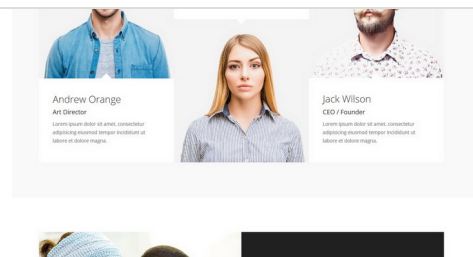 Andrew Orange
Art Director
Lorem ipsum dolor sit amet, consectetur
adipiscing eiusmod tempor incididunt ut
labore et dolore magna.
Jack Wilson
CEO / Founder
Lorem ipsum dolor sit amet, consectetur
adipiscing eiusmod tempor incididunt ut
labore et dolore magna.